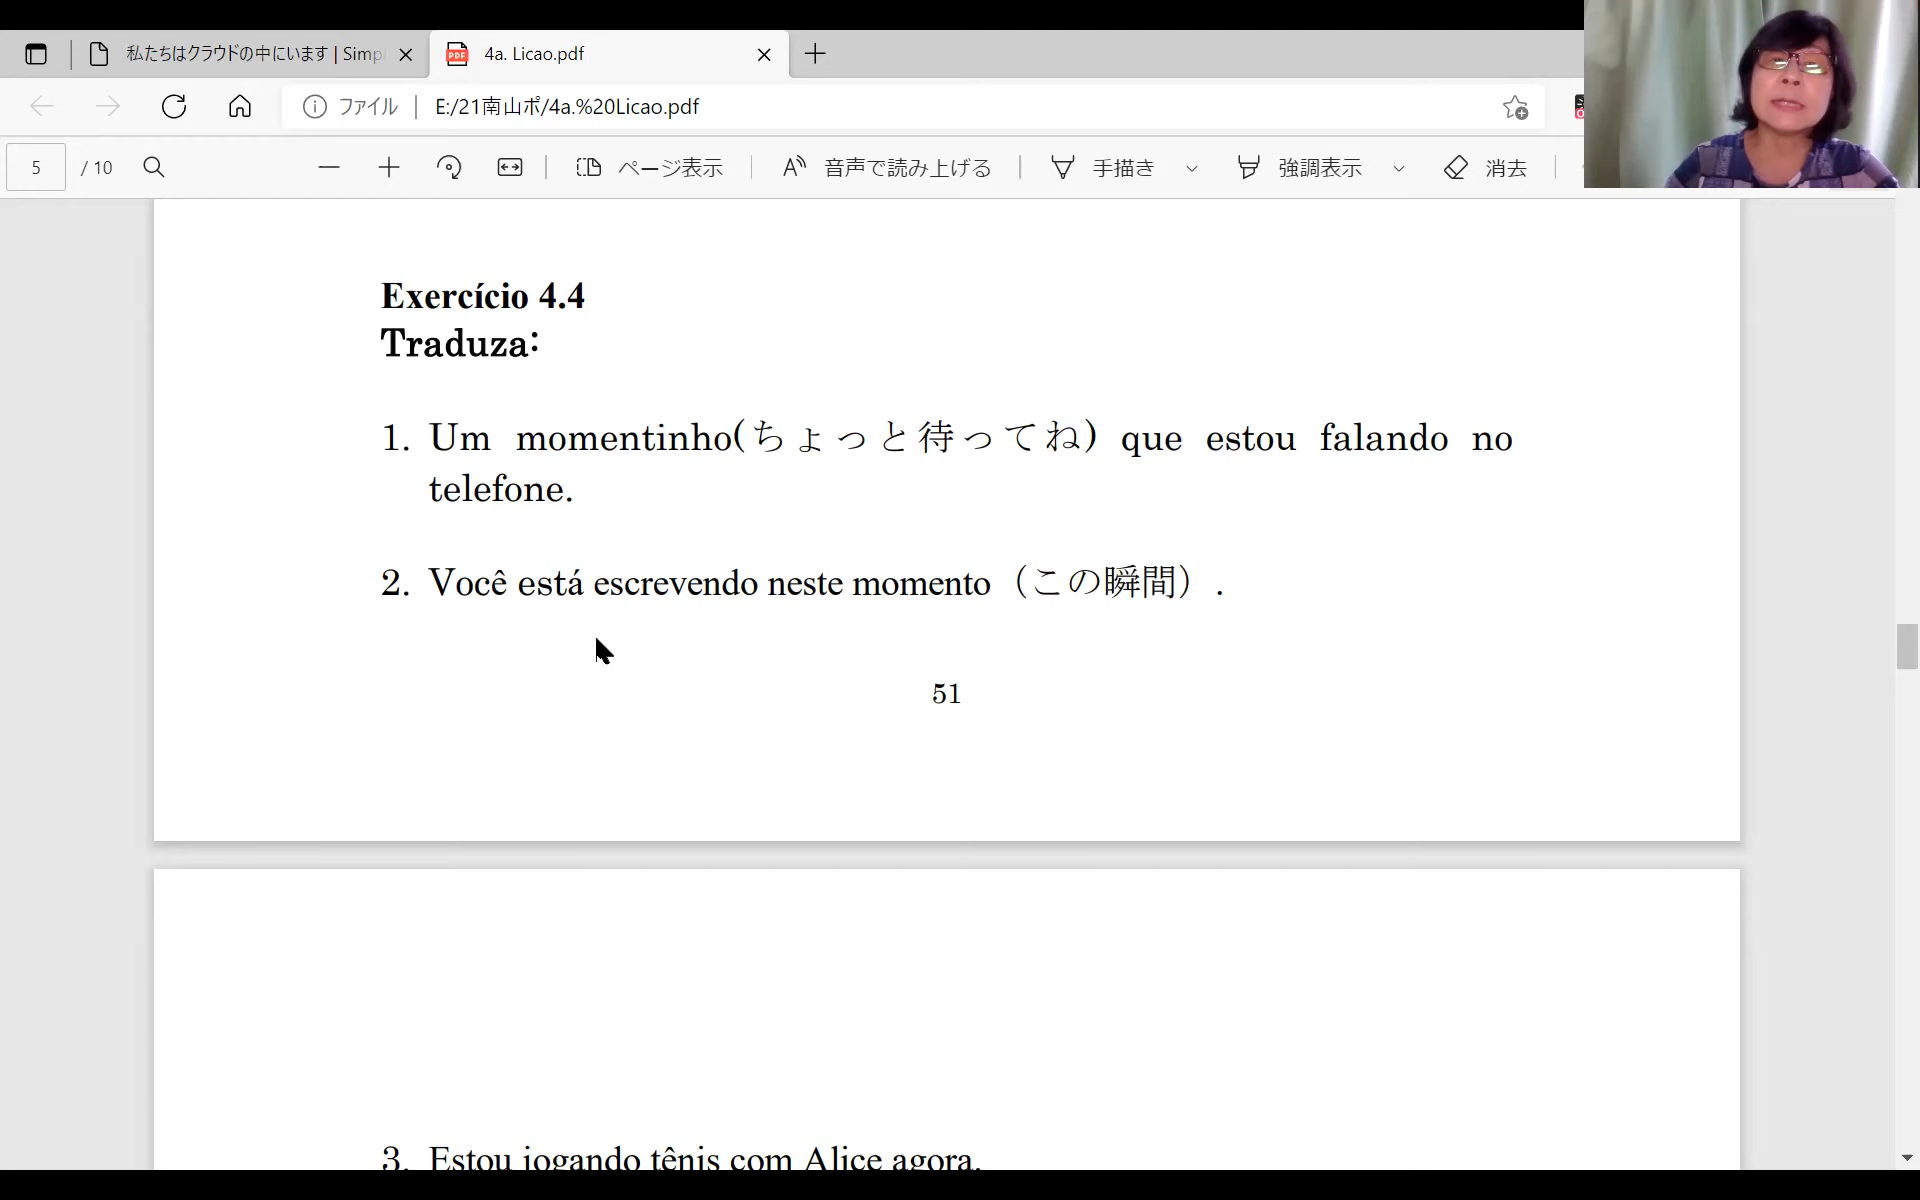 私たちはクラウドの中にいます | Simp
4a. Licao.pdf
ファイル
E:/21南山ポ/4a.%20Licao.pdf
5 / 10
ページ表示
音声で読み上げる
手描き
強調表示
消去
Exercício 4.4
Traduza:
1. Um momentinho(ちょっと待ってね) que estou falando no
telefone.
2. Você está escrevendo neste momento（この瞬間）.
51
3. Estou jogando tênis com Alice agora.